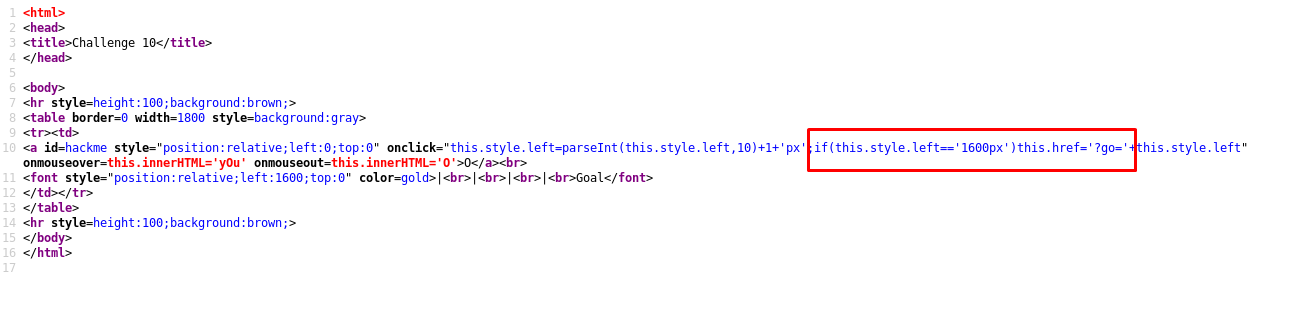 1 <html>
2 <head>
3 <title>Challenge 10</title>
4 </head>
5
6 <body>
7 <hr style=height:100;background:brown;>
8 <table border=0 width=1800 style=background:gray>
9 <tr><td>
10 <a id=hackme style="position:relative;left:0;top:0" onclick="this.style.left=parseInt(this.style.left,10)+1+'px';if(this.style.left=='1600px')this.href='?go='+this.style.left"
onmouseover=this.innerHTML='yOu' onmouseout=this.innerHTML='O'>O</a><br>
11 <font style="position:relative;left:1600;top:0" color=gold>|<br>|<br>|<br>|<br>Goal</font>
12 </td></tr>
13 </table>
14 <hr style=height:100;background:brown;>
15 </body>
16 </html>
17